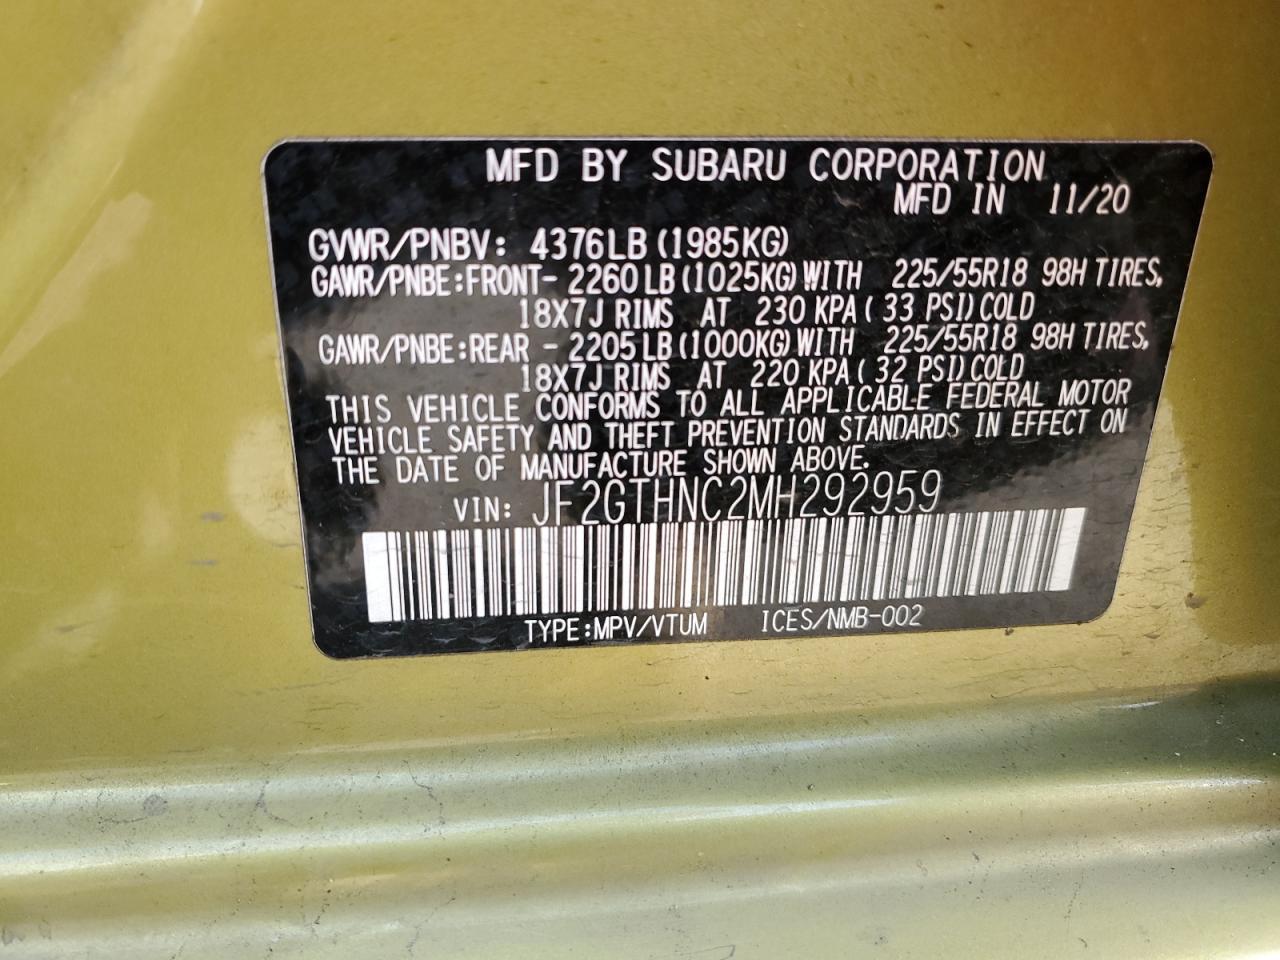 MFD BY SUBARU CORPORATION
MFD IN 11/20
GVWR/PNBV: 4376LB (1985KG)
GAWR/PNBE:FRONT- 2260LB (1025KG) WITH 225/55R18 98H TIRES,
18X7J RIMS AT 230 KPA ( 33 PSI) COLD
GAWR/PNBE:REAR - 2205LB (1000KG) WITH 225/55R18 98H TIRES,
18X7J RIMS AT 220 KPA ( 32 PSI) COLD
THIS VEHICLE CONFORMS TO ALL APPLICABLE FEDERAL MOTOR
VEHICLE SAFETY AND THEFT PREVENTION STANDARDS IN EFFECT ON
THE DATE OF MANUFACTURE SHOWN ABOVE.
VIN: JF2GTHNC2MH292959
TYPE:MPV/VTUM ICES/NMB-002